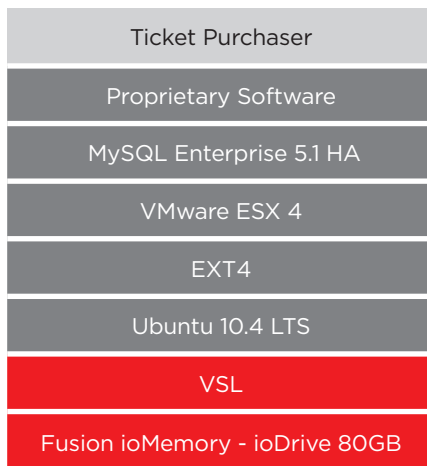 Ticket Purchaser
Proprietary Software
MySQL Enterprise 5.1 HA
VMware ESX 4
EXT4
Ubuntu 10.4 LTS
VSL
Fusion ioMemory - ioDrive 80GB